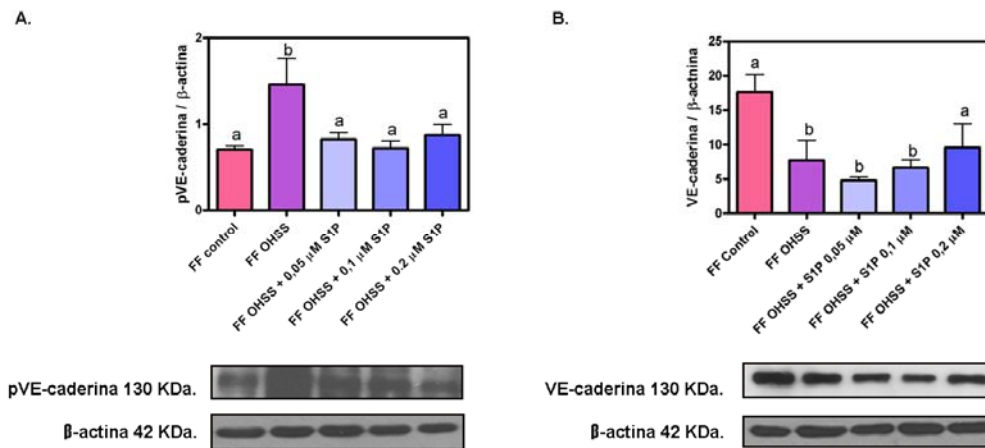 A.
pVE-caderina / β-actina
2
1
0
b
a
a
a
a
FF control
FF OHSS
FF OHSS + 0,05 μM S1P
FF OHSS + 0,1 μM S1P
FF OHSS + 0.2 μM S1P
pVE-caderina 130 KDa.
β-actina 42 KDa.
B.
VE-caderina / β-actnina
25
20
15
10
5
0
a
b
b
b
a
FF Control
FF OHSS
FF OHSS + S1P 0,05 μM
FF OHSS + S1P 0,1 μM
FF OHSS + S1P 0,2 μM
VE-caderina 130 KDa.
β-actina 42 KDa.